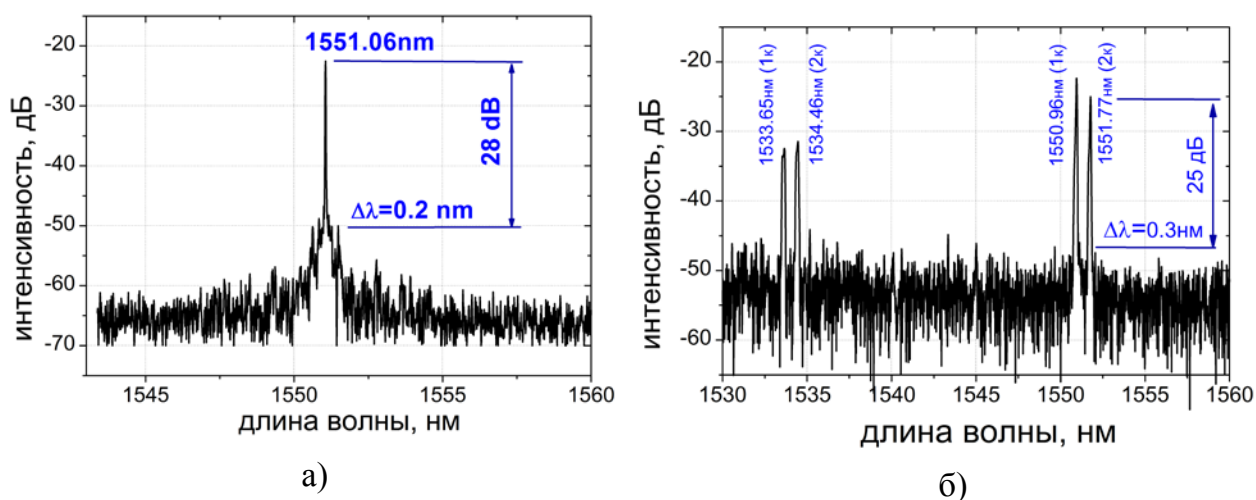 1551.06nm
28 dB
Δλ=0.2 nm
интенсивность, дБ
-20
-30
-40
-50
-60
-70
1545
1550
1555
1560
длина волны, нм
а)
1533.65нм (1к)
1534.46нм (2к)
1550.96нм (1к)
1551.77нм (2к)
25 дБ
Δλ=0.3нм
интенсивность, дБ
-20
-30
-40
-50
-60
1530
1535
1540
1545
1550
1555
1560
длина волны, нм
б)